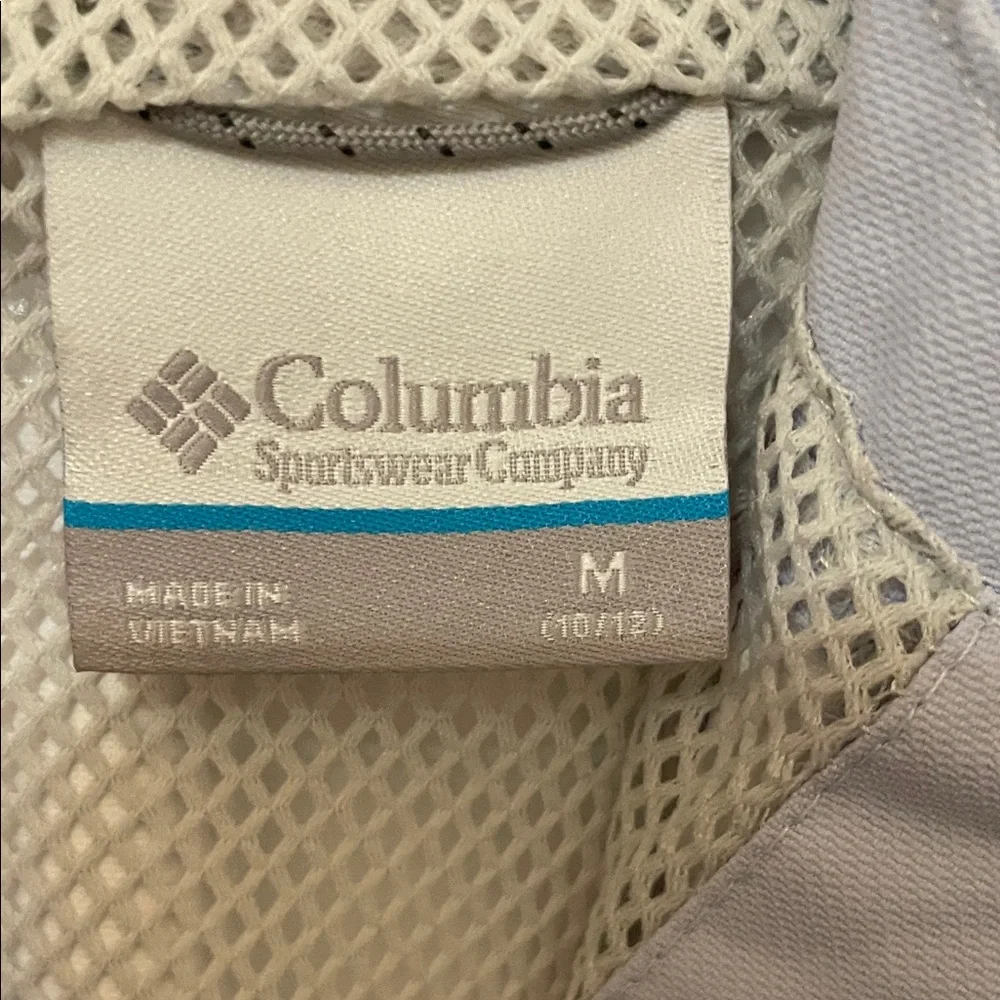 Columbia
Sportswear Company
MADE IN:
VIETNAM
M
(10/12)